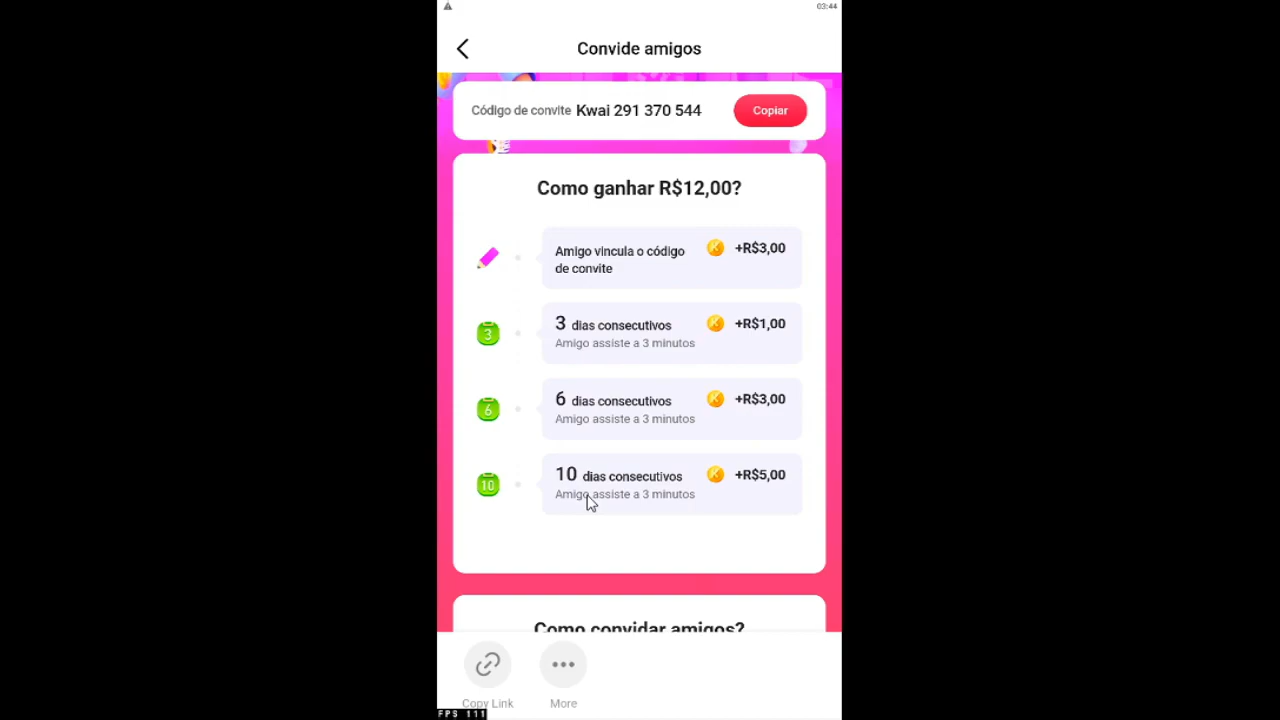 03:44
Convide amigos
Código de convite Kwai 291 370 544 Copiar
Como ganhar R$12,00?
Amigo vincula o código
de convite
+R$3,00
3 dias consecutivos +R$1,00
Amigo assiste a 3 minutos
6 dias consecutivos +R$3,00
Amigo assiste a 3 minutos
10 dias consecutivos +R$5,00
Amigo assiste a 3 minutos
3
6
10
Como convidar amigos?
Copy Link More
FPS 111